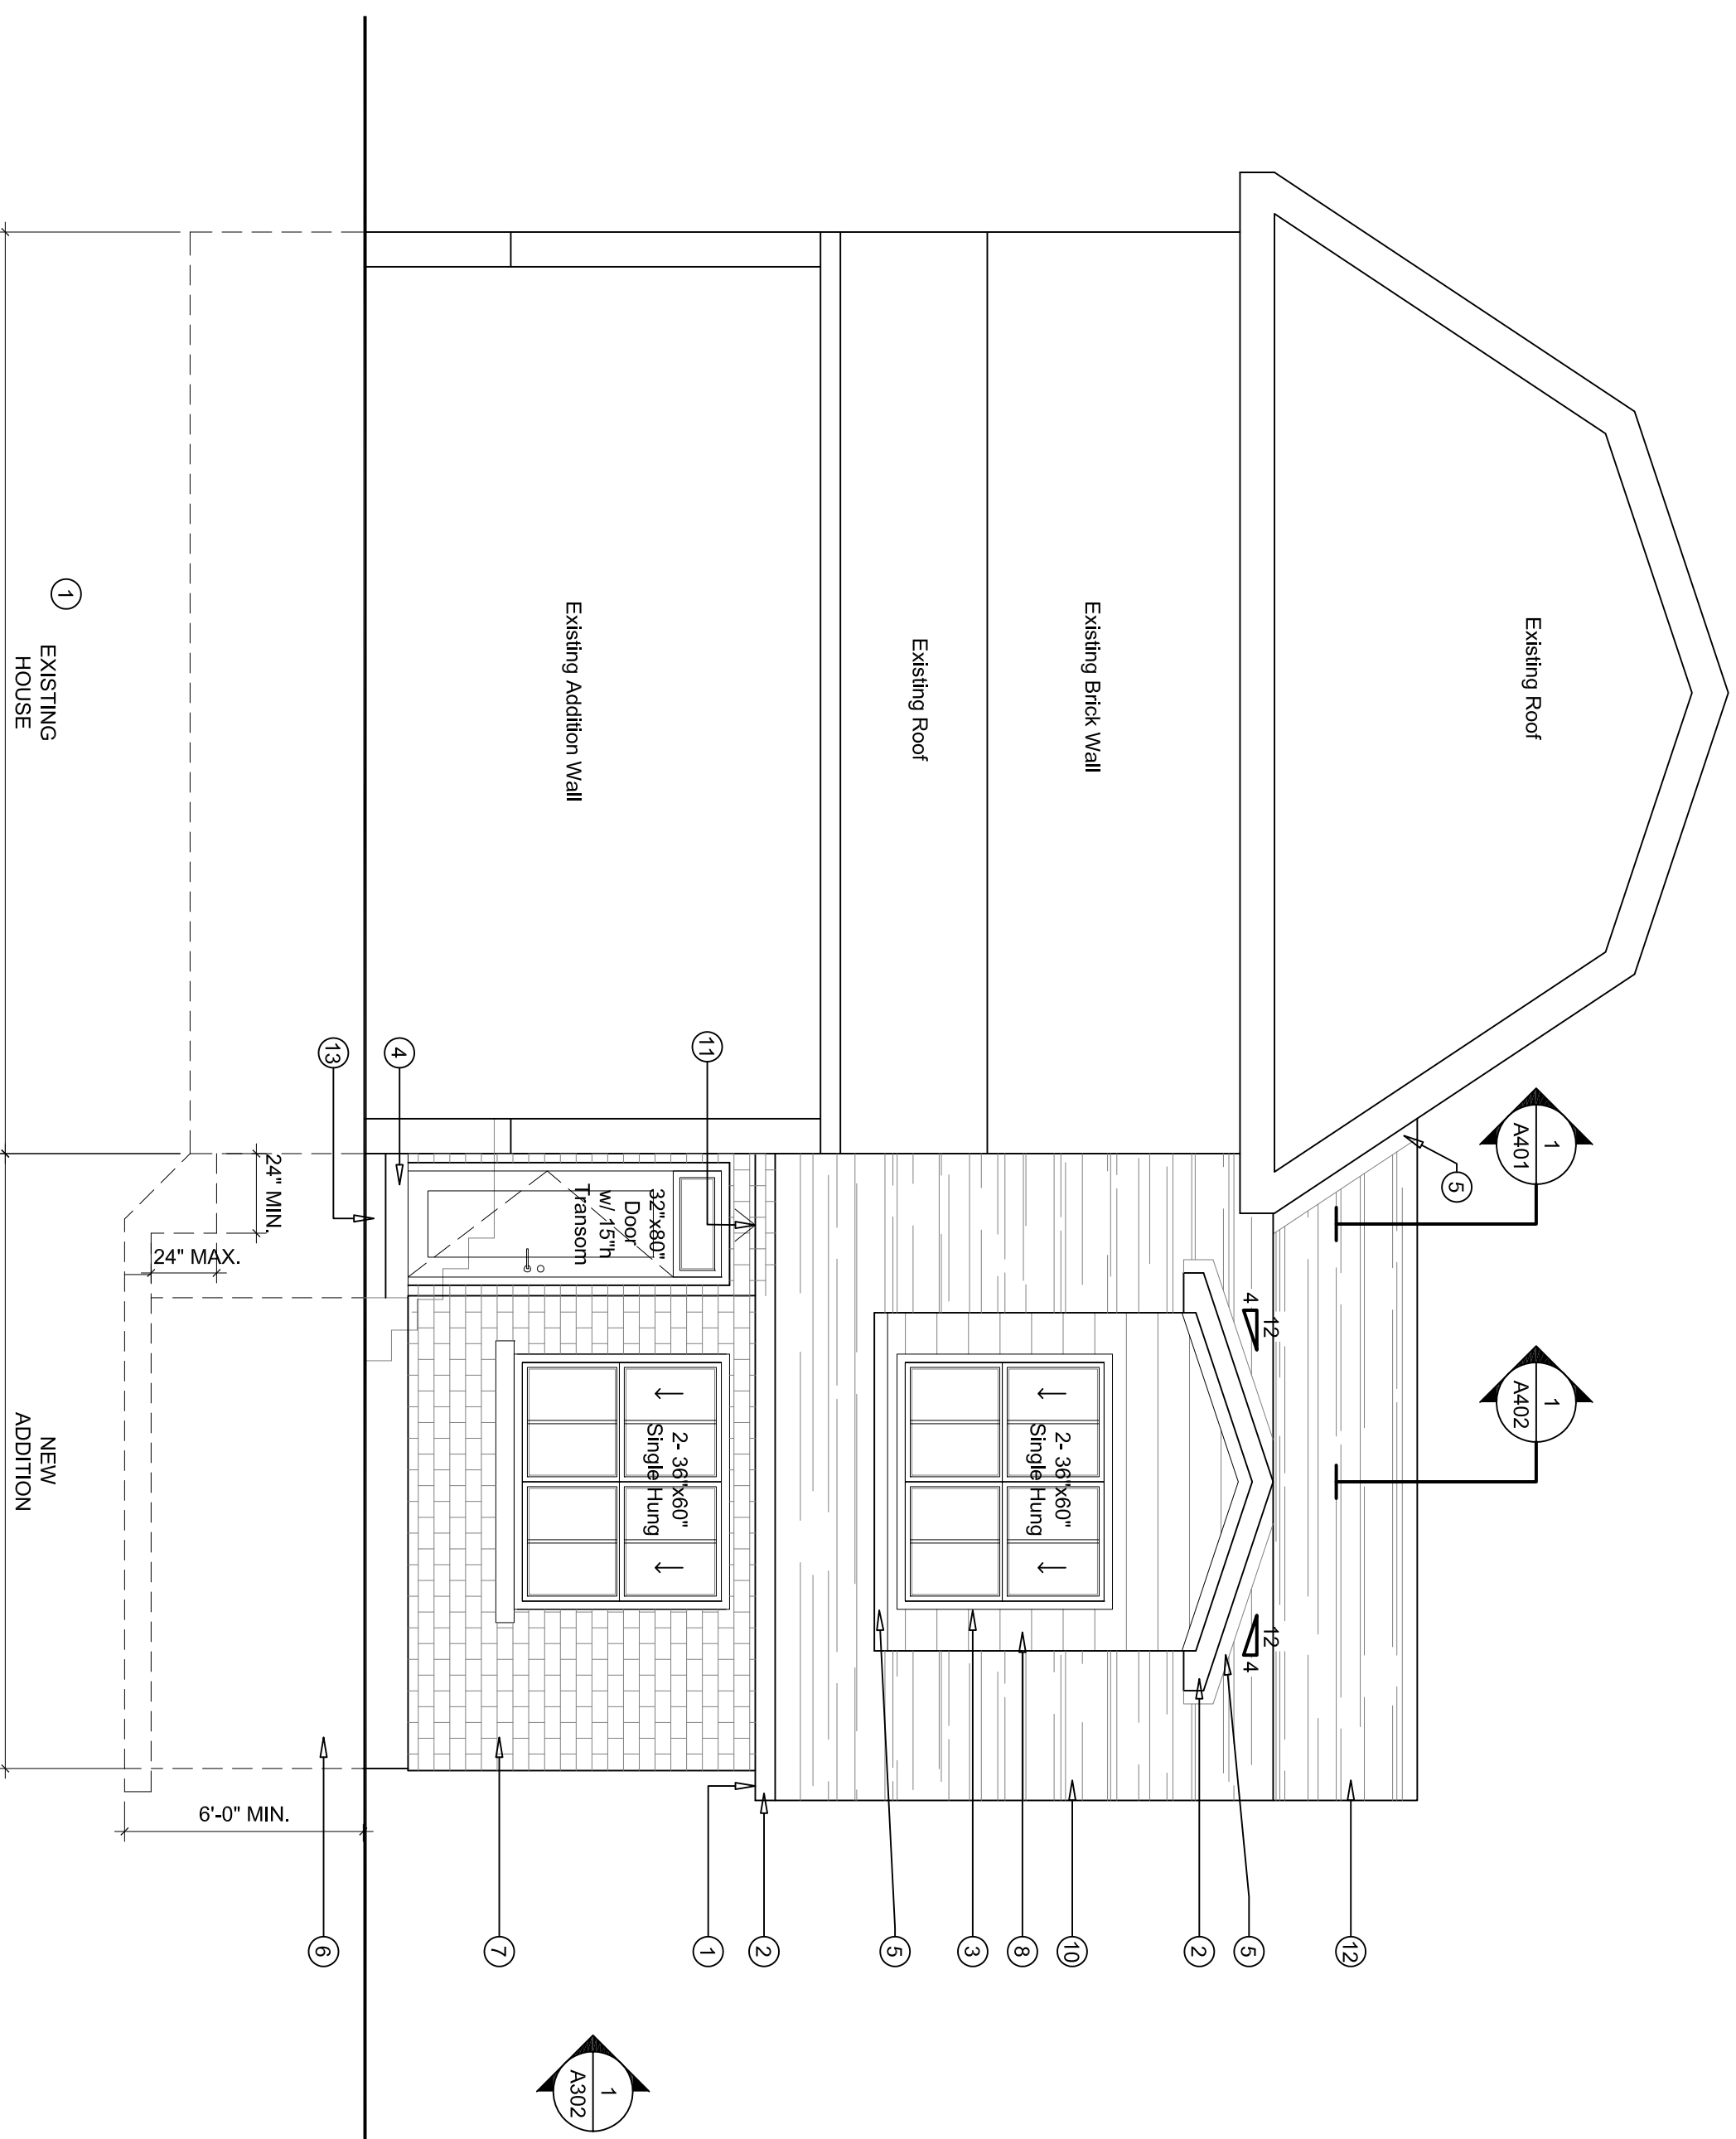 1
A401
1
A402
Existing Roof
5
12
12
4
12
4
5
2
Existing Brick Wall
10
2- 36"x60"
Single Hung
8
3
Existing Roof
5
2
11
1
32"x80"
Door
w/ 15"h
Transom
2- 36"x60"
Single Hung
Existing Addition Wall
1
A302
7
4
13
6
24" MIN.
24" MAX.
6'-0" MIN.
1
EXISTING
HOUSE
NEW
ADDITION